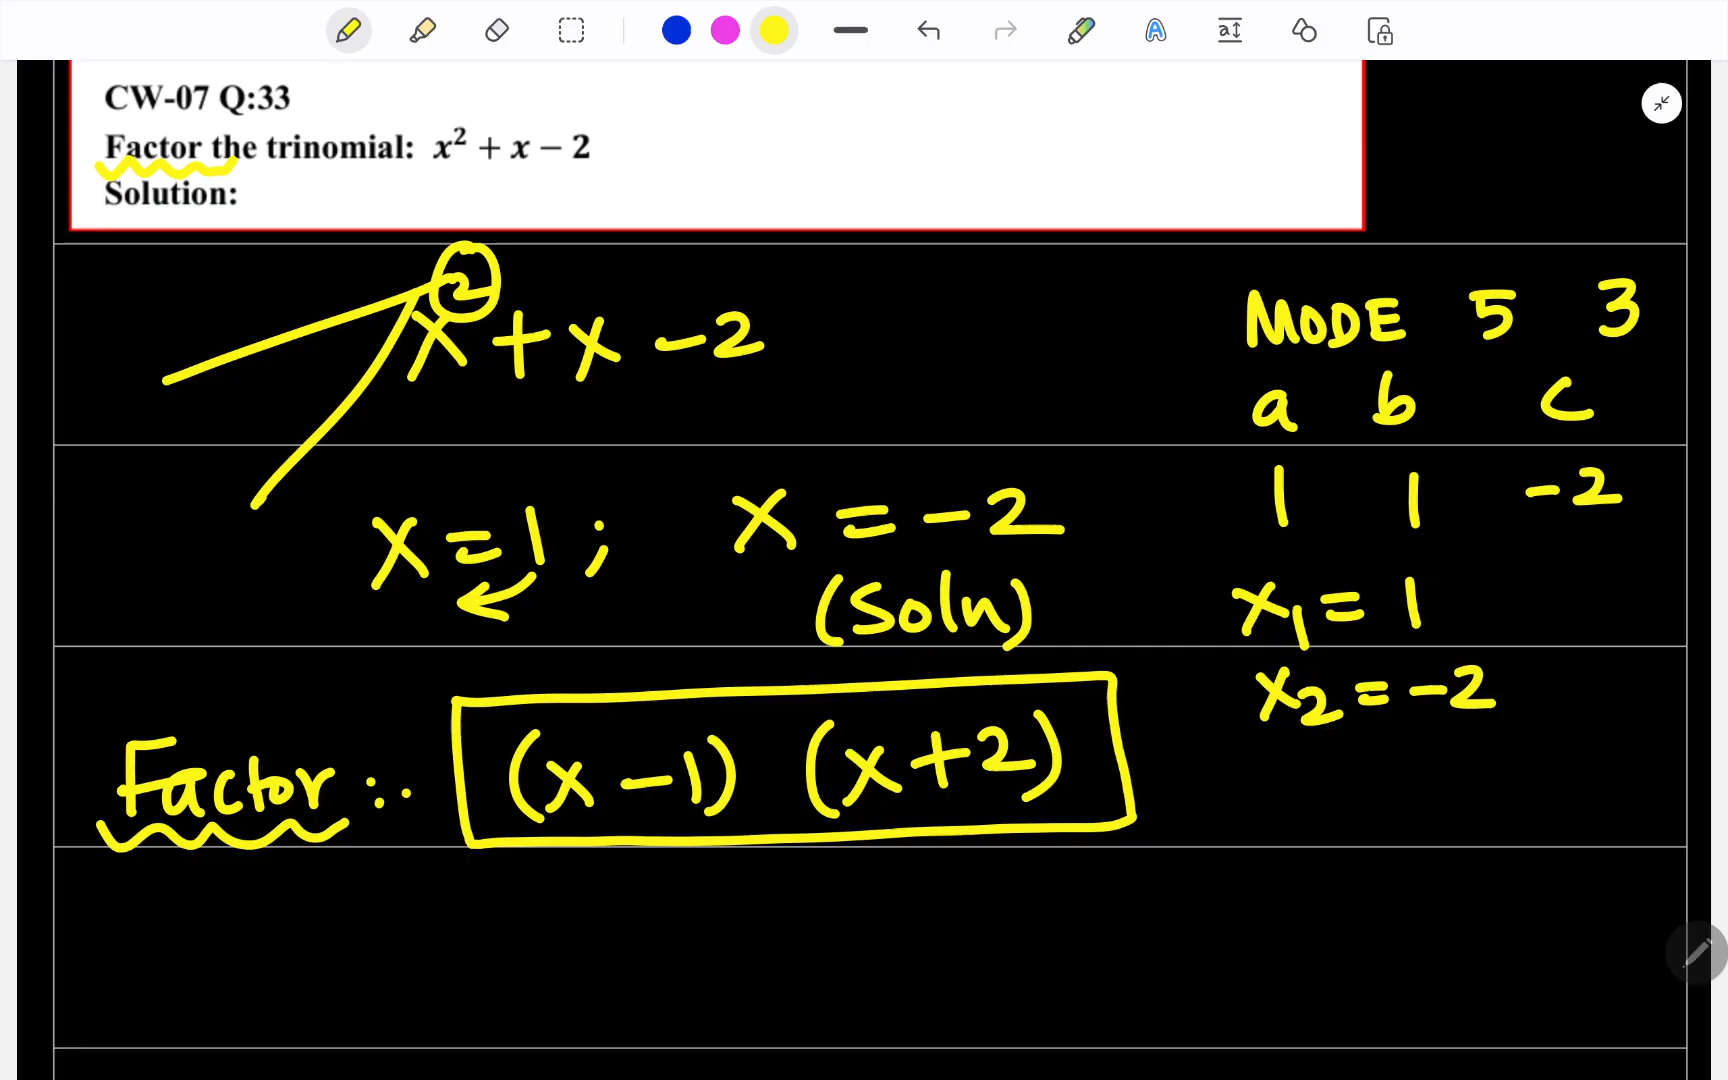 CW-07 Q:33
Factor the trinomial: x² + x − 2
Solution:
x² + x − 2
MODE 5 3
a b c
1 1 −2
x = 1 ; x = −2
(Soln)
x₁ = 1
x₂ = −2
Factor :. (x − 1) (x + 2)